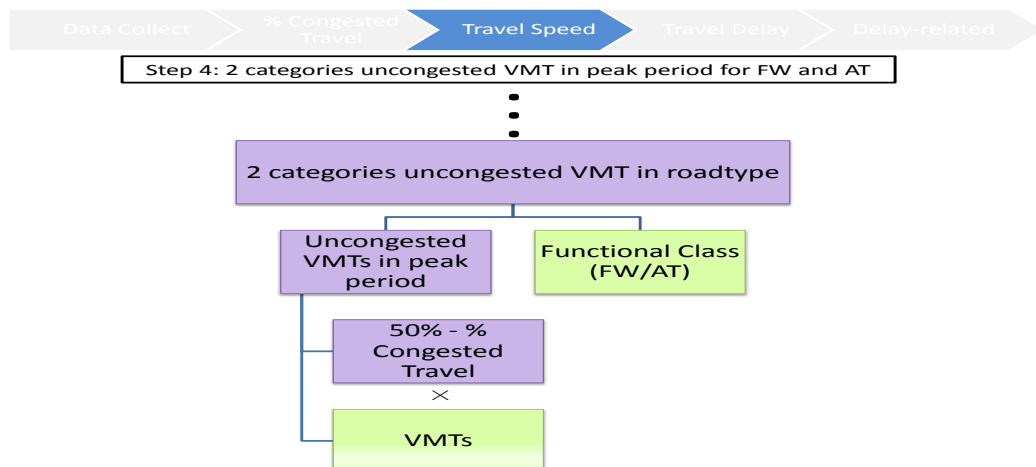 Data Collect
% Congested
Travel
Travel Speed
Travel Delay
Delay-related
Step 4: 2 categories uncongested VMT in peak period for FW and AT
2 categories uncongested VMT in roadtype
Uncongested
VMTs in peak
period
Functional Class
(FW/AT)
50% - %
Congested
Travel
×
VMTs